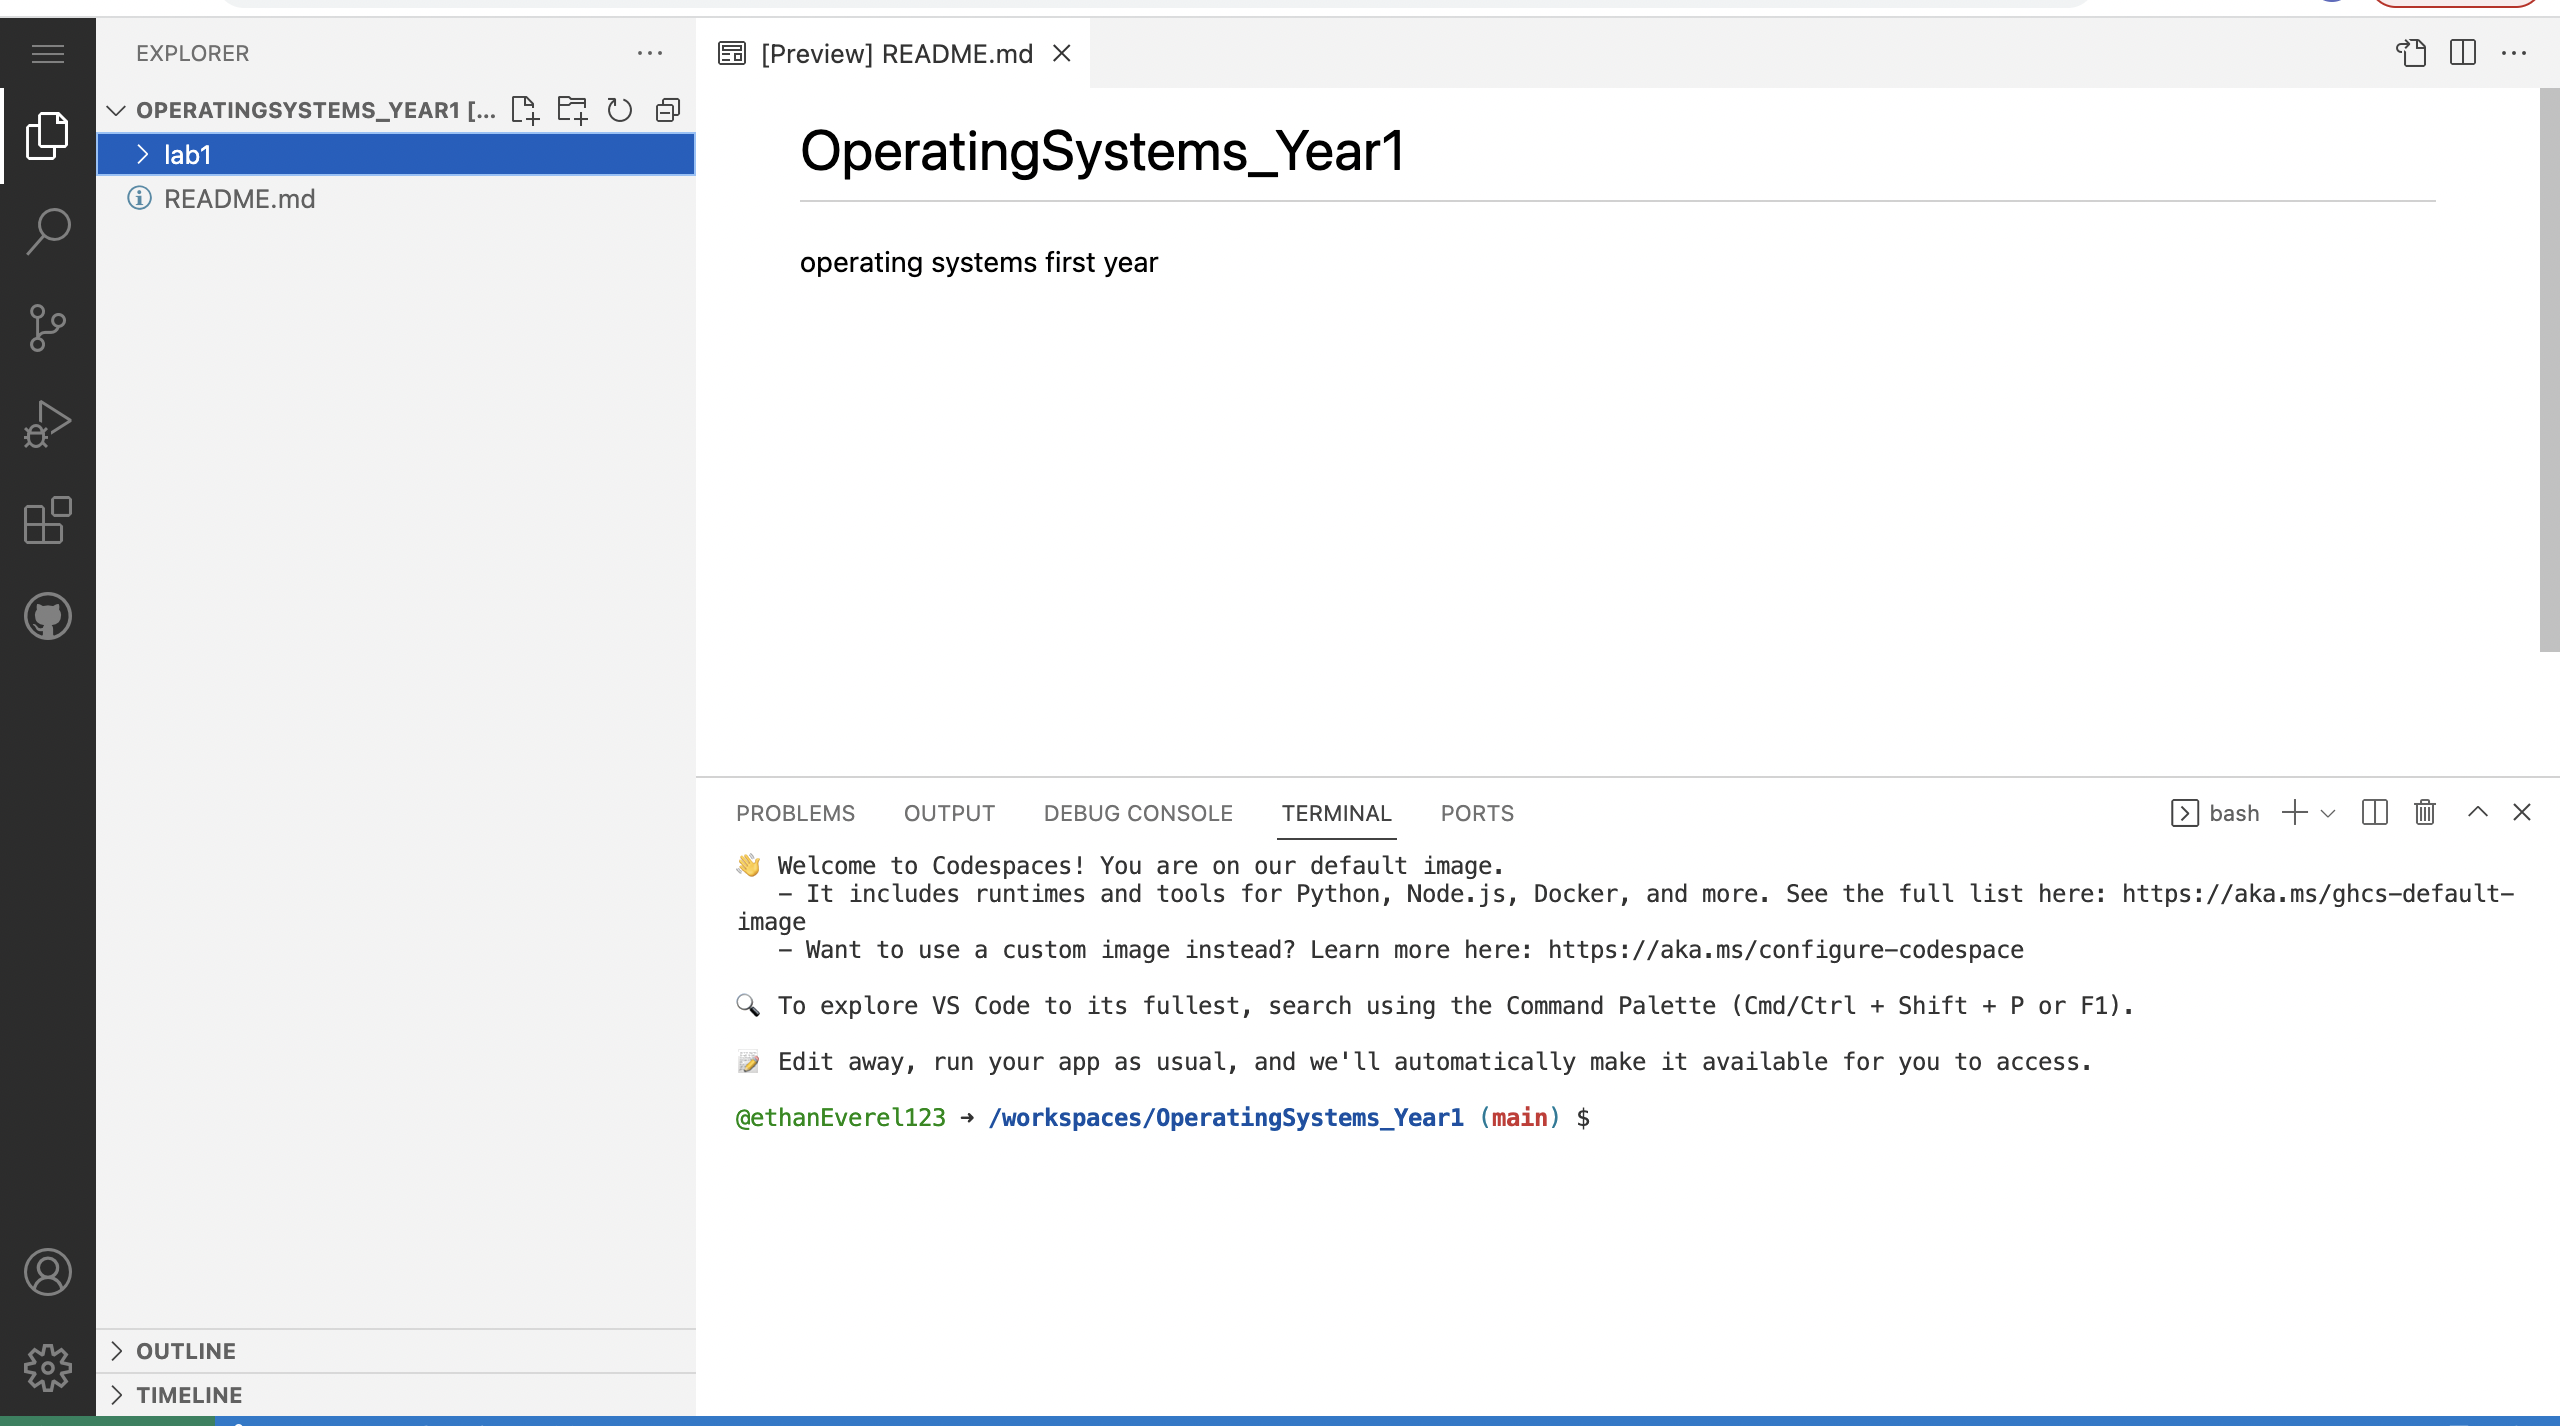 EXPLORER
OPERATINGSYSTEMS_YEAR1 [...
lab1
README.md
OUTLINE
TIMELINE
[Preview] README.md
OperatingSystems_Year1
operating systems first year
PROBLEMS OUTPUT DEBUG CONSOLE TERMINAL PORTS
bash
👋 Welcome to Codespaces! You are on our default image.
- It includes runtimes and tools for Python, Node.js, Docker, and more. See the full list here: https://aka.ms/ghcs-default-
image
- Want to use a custom image instead? Learn more here: https://aka.ms/configure-codespace
🔍 To explore VS Code to its fullest, search using the Command Palette (Cmd/Ctrl + Shift + P or F1).
📝 Edit away, run your app as usual, and we'll automatically make it available for you to access.
@ethanEverel123 → /workspaces/OperatingSystems_Year1 (main) $